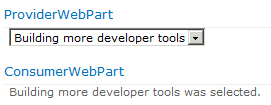 ProviderWebPart
Building more developer tools
ConsumerWebPart
Building more developer tools was selected.